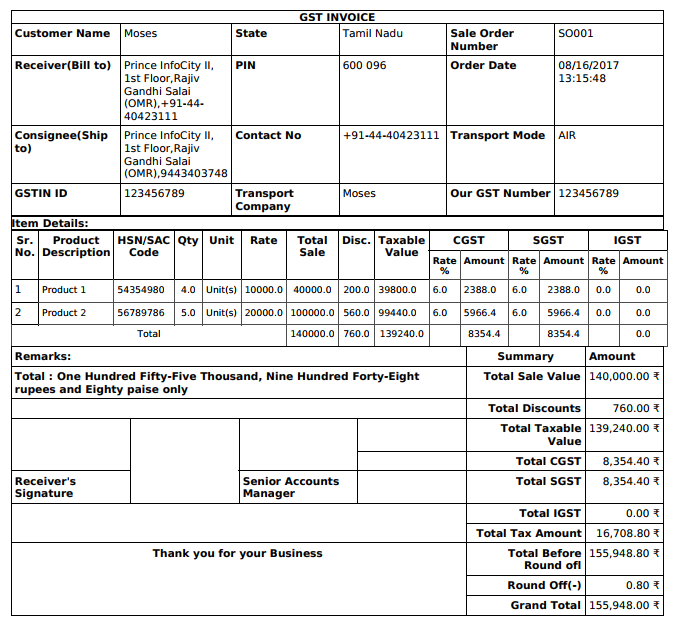 GST INVOICE
Customer Name Moses State Tamil Nadu Sale Order Number SO001
Receiver(Bill to) Prince InfoCity II, 1st Floor,Rajiv Gandhi Salai (OMR),+91-44-40423111 PIN 600 096 Order Date 08/16/2017 13:15:48
Consignee(Ship to) Prince InfoCity II, 1st Floor,Rajiv Gandhi Salai (OMR),9443403748 Contact No +91-44-40423111 Transport Mode AIR
GSTIN ID 123456789 Transport Company Moses Our GST Number 123456789
Item Details:
Sr. No. Product Description HSN/SAC Code Qty Unit Rate Total Sale Disc. Taxable Value CGST SGST IGST
Rate % Amount Rate % Amount Rate % Amount
1 Product 1 54354980 4.0 Unit(s) 10000.0 40000.0 200.0 39800.0 6.0 2388.0 6.0 2388.0 0.0 0.0
2 Product 2 56789786 5.0 Unit(s) 20000.0 100000.0 560.0 99440.0 6.0 5966.4 6.0 5966.4 0.0 0.0
Total 140000.0 760.0 139240.0 8354.4 8354.4 0.0
Remarks: Summary Amount
Total : One Hundred Fifty-Five Thousand, Nine Hundred Forty-Eight
rupees and Eighty paise only
Total Sale Value 140,000.00 ₹
Total Discounts 760.00 ₹
Total Taxable Value 139,240.00 ₹
Total CGST 8,354.40 ₹
Receiver's Signature Senior Accounts Manager Total SGST 8,354.40 ₹
Total IGST 0.00 ₹
Total Tax Amount 16,708.80 ₹
Thank you for your Business Total Before Round ofl 155,948.80 ₹
Round Off(-) 0.80 ₹
Grand Total 155,948.00 ₹